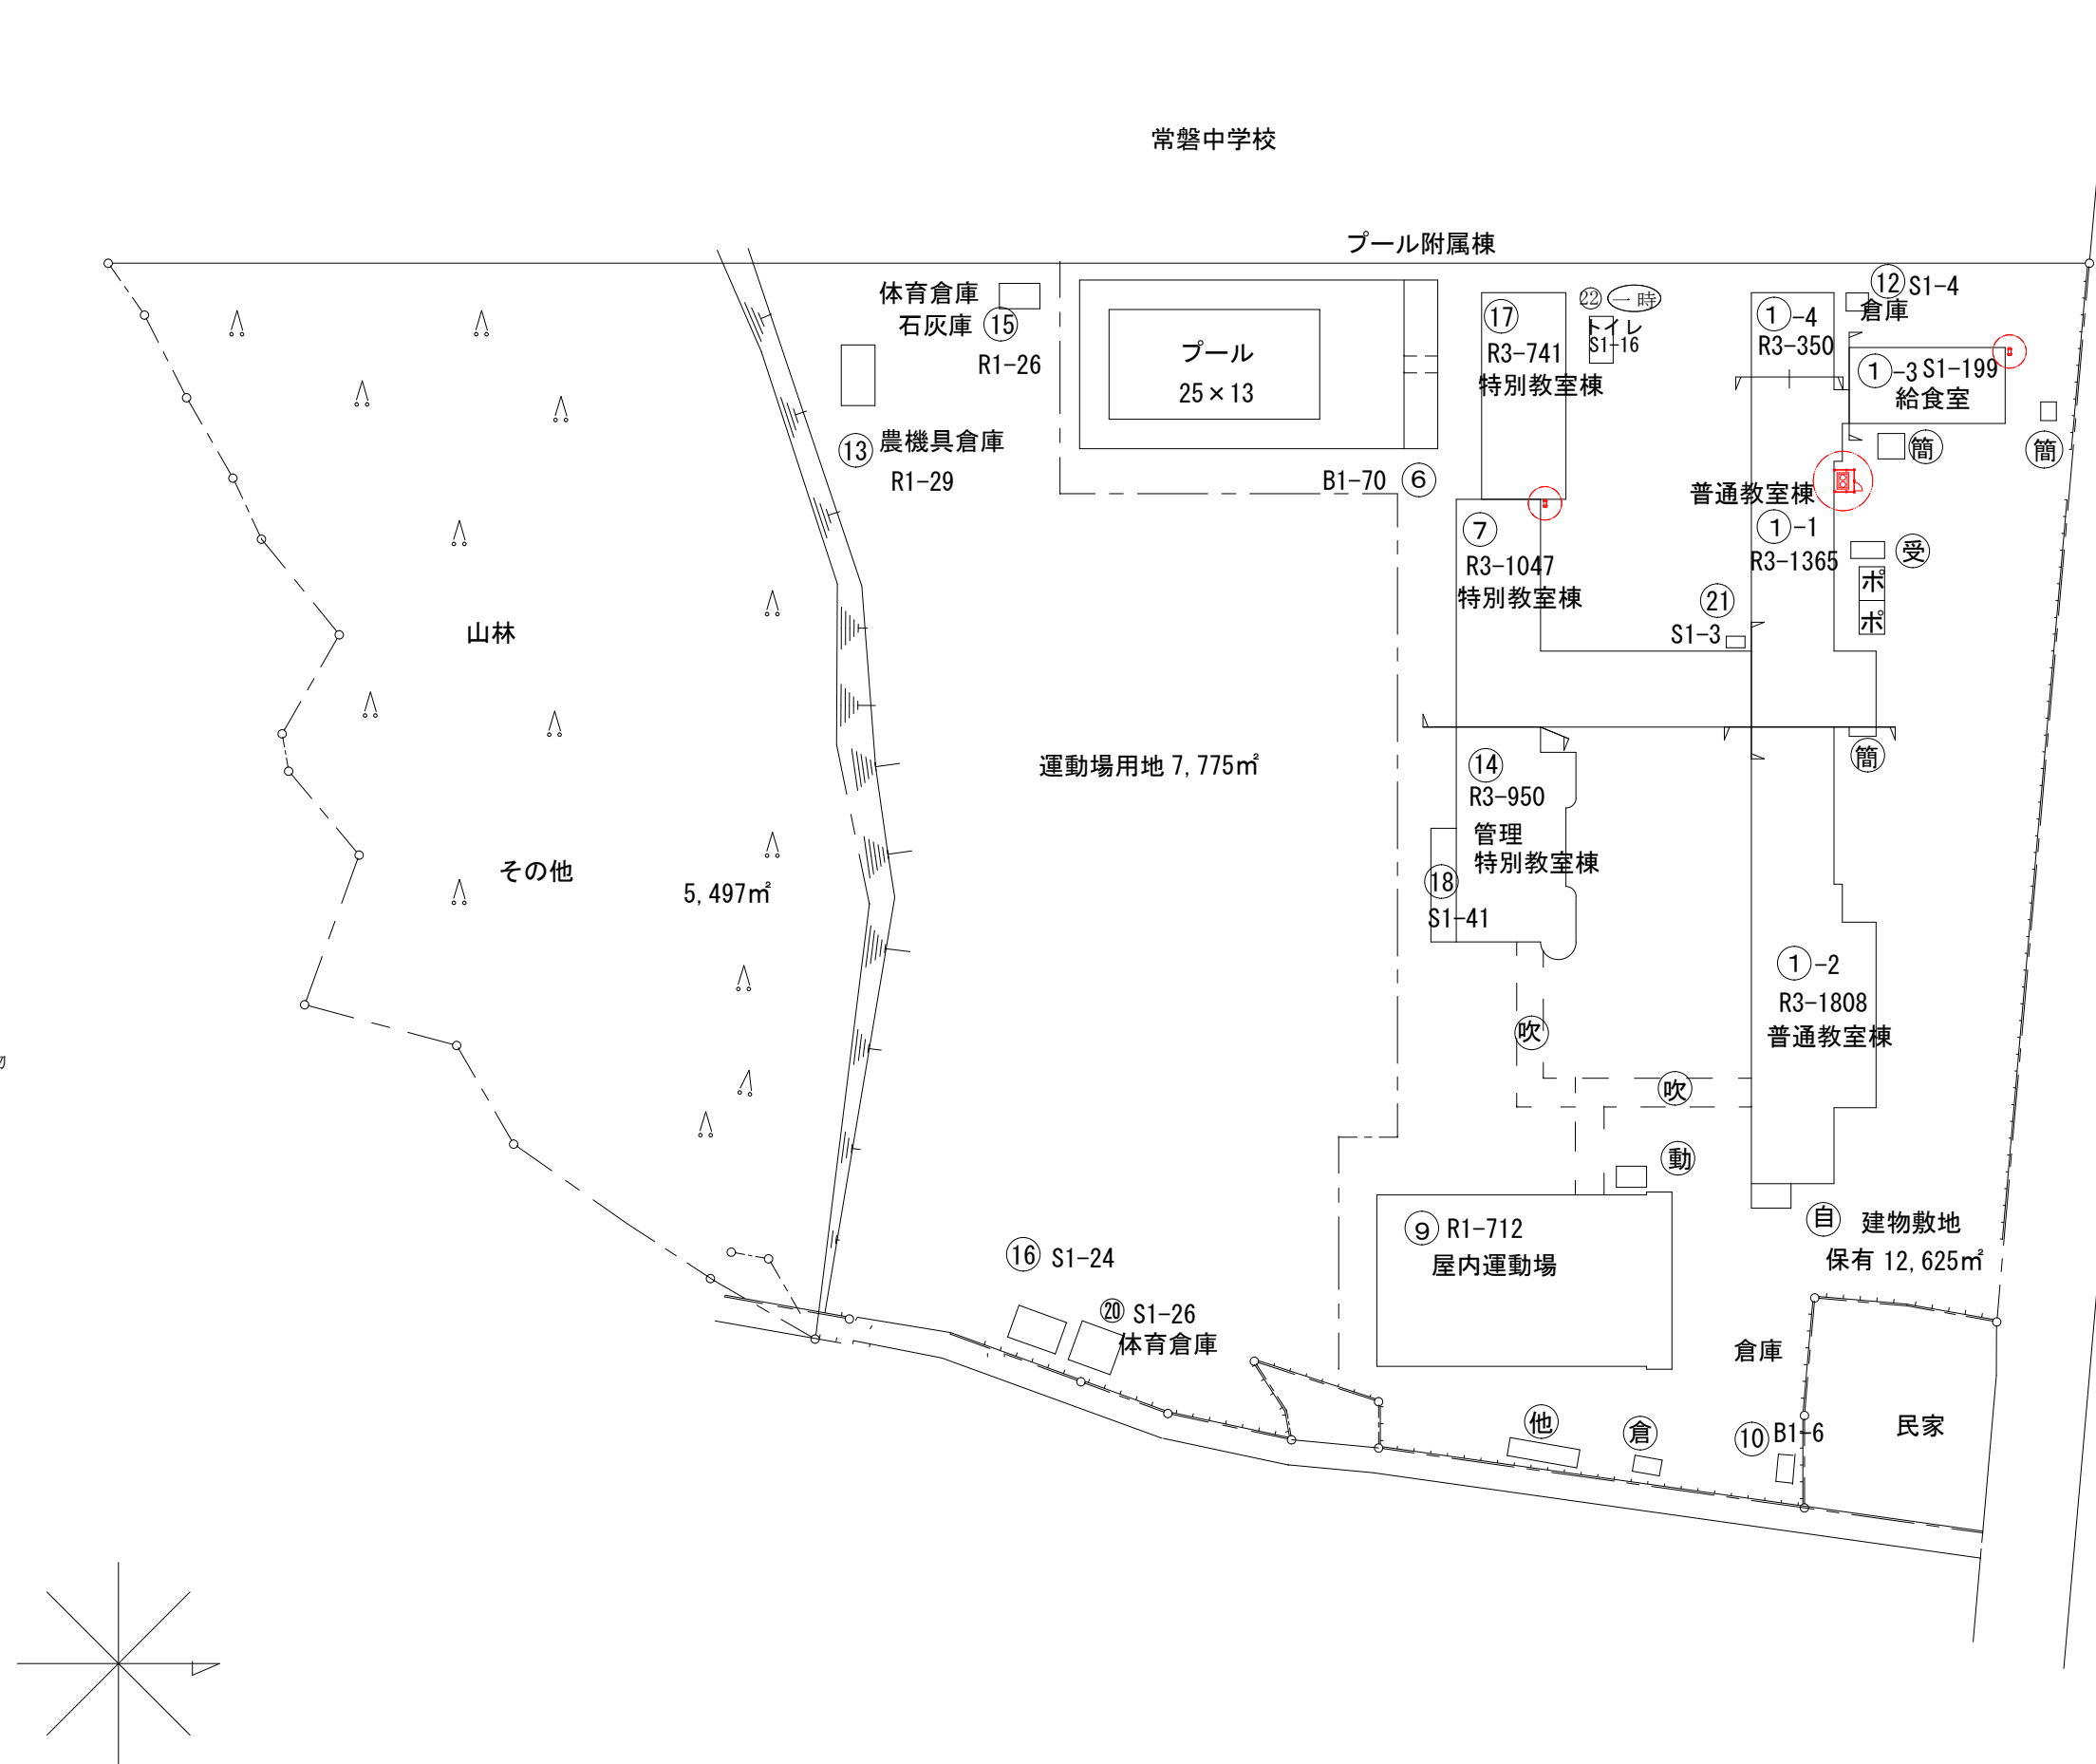 常磐中学校
プール附属棟
体育倉庫
石灰庫 ⑮
R1-26
プール
25×13
⑰
R3-741
特別教室棟
㉒ 一時
トイレ
S1-16
①-4
R3-350
⑫ S1-4
倉庫
①-3 S1-199
給食室
⑬ 農機具倉庫
R1-29
B1-70 ⑥
簡
簡
普通教室棟
①-1
R3-1365
⑦
R3-1047
特別教室棟
受
ポ
ポ
㉑
S1-3
山林
運動場用地 7,775㎡
簡
⑭
R3-950
管理
特別教室棟
⑱
S1-41
その他
5,497㎡
①-2
R3-1808
普通教室棟
吹
吹
動
自 建物敷地
保有 12,625㎡
⑨ R1-712
屋内運動場
⑯ S1-24
⑳ S1-26
体育倉庫
倉庫
⑩ B1-6
民家
他
倉